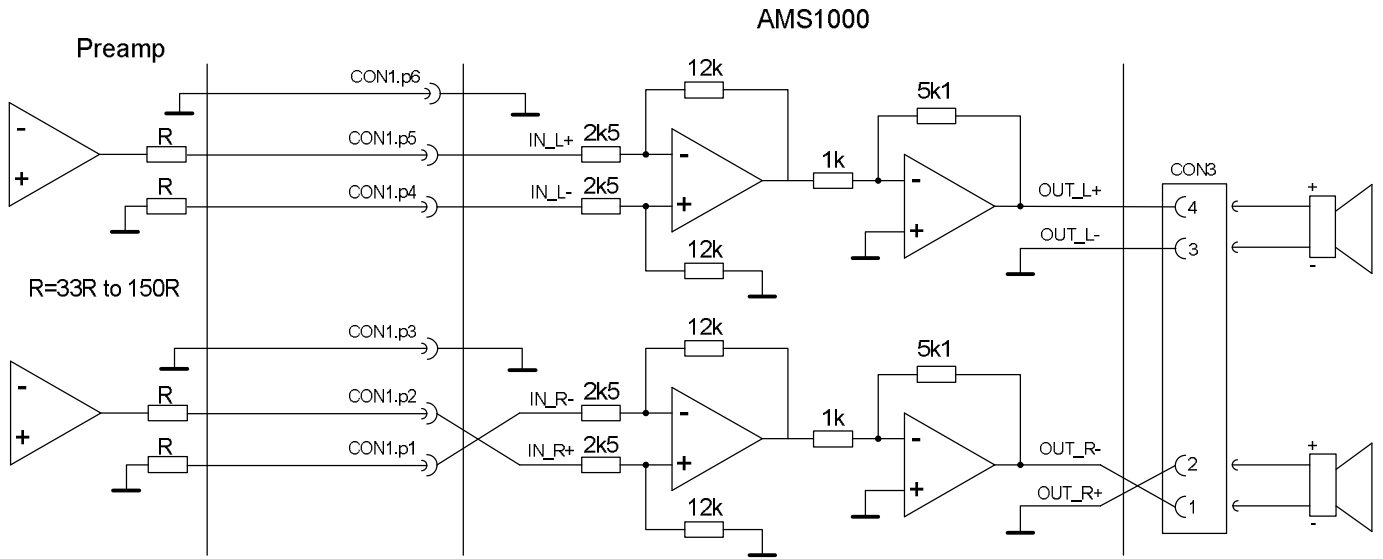 AMS1000
Preamp
CON1.p6
12k
5k1
-
+
R
CON1.p5
IN_L+
2k5
-
1k
-
CON3
+
R
CON1.p4
IN_L-
2k5
+
+
OUT_L+
4
OUT_L-
3
-
12k
R=33R to 150R
CON1.p3
12k
5k1
-
+
R
CON1.p2
IN_R-
2k5
-
1k
-
+
R
CON1.p1
IN_R+
2k5
+
+
OUT_R-
2
OUT_R+
1
-
12k